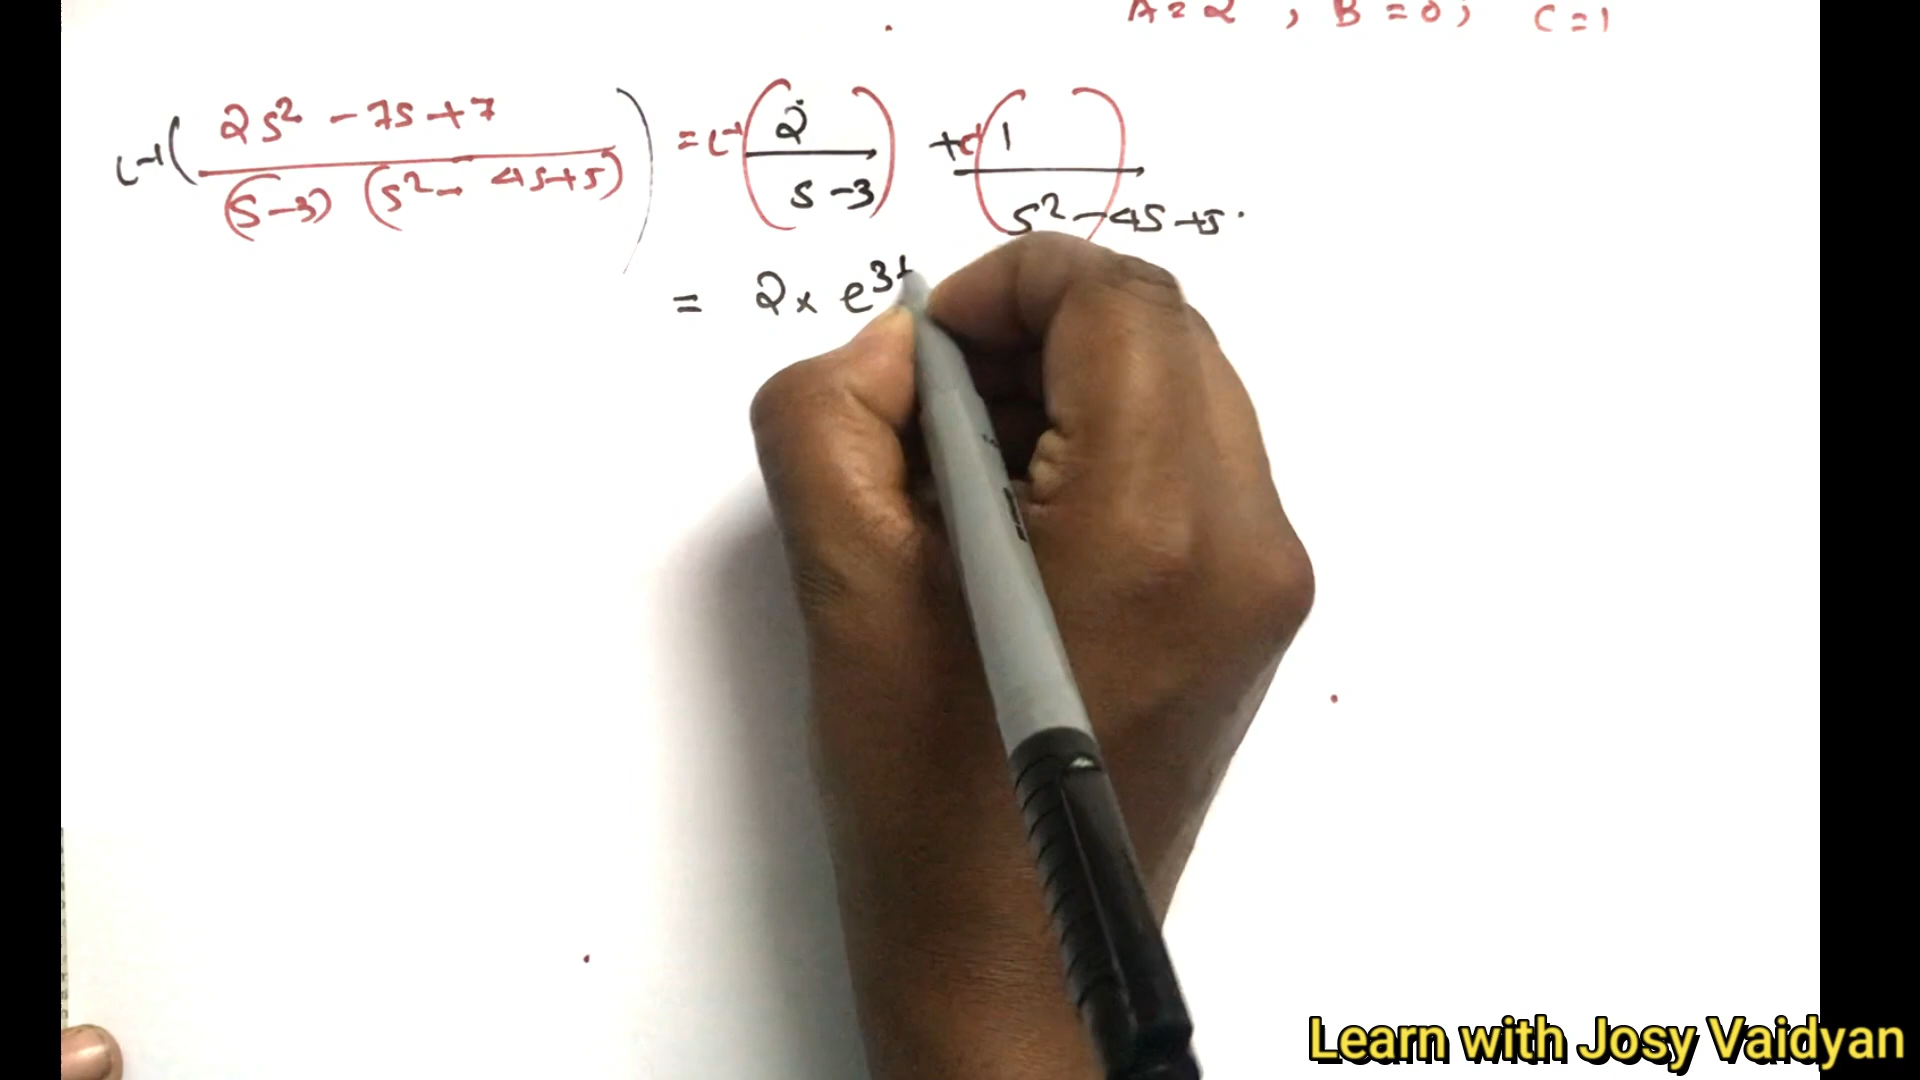 A = 2 , B = 0 ; C = 1
L⁻¹( 2s² - 7s + 7 / (s-3) (s² - 4s + 5) ) = L⁻¹( 2 / s-3 ) + L⁻¹( 1 / s² - 4s + 5 ) .
= 2 × e³ᵗ
Learn with Josy Vaidyan